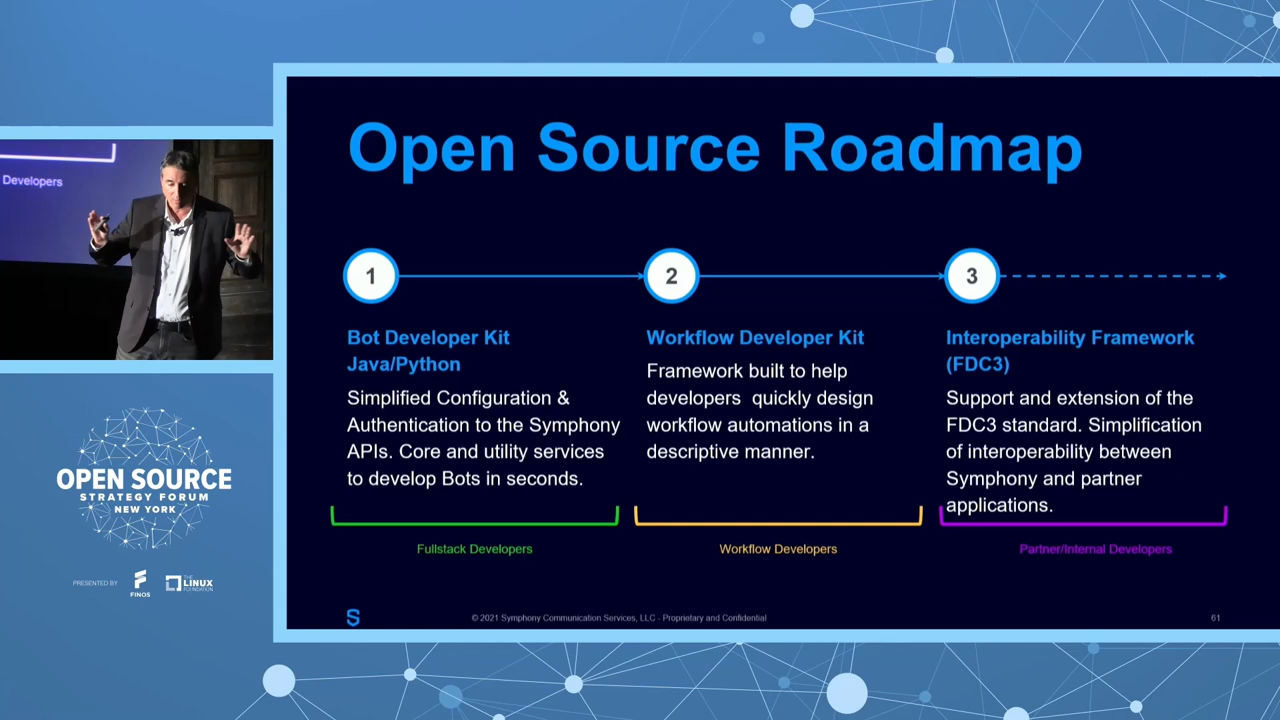 Open Source Roadmap
1
2
3
Bot Developer Kit
Java/Python
Simplified Configuration &
Authentication to the Symphony
APIs. Core and utility services
to develop Bots in seconds.
Fullstack Developers
Workflow Developer Kit
Framework built to help
developers quickly design
workflow automations in a
descriptive manner.
Workflow Developers
Interoperability Framework
(FDC3)
Support and extension of the
FDC3 standard. Simplification
of interoperability between
Symphony and partner
applications.
Partner/Internal Developers
© 2021 Symphony Communication Services, LLC - Proprietary and Confidential
61
Developers
OPEN SOURCE
STRATEGY FORUM
NEW YORK
PRESENTED BY
FINOS
THE
LINUX
FOUNDATION